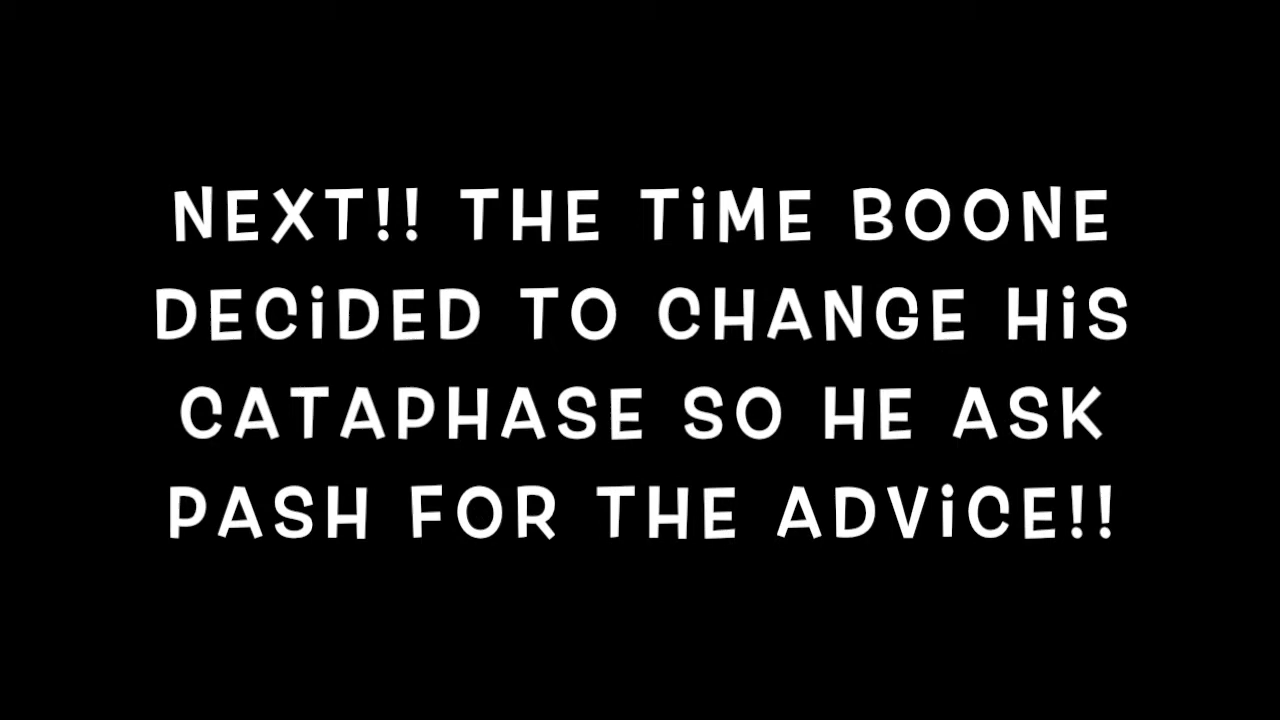 NEXT!! THE TiME BOONE
DECiDED TO CHANGE HiS
CATAPHASE SO HE ASK
PASH FOR THE ADViCE!!